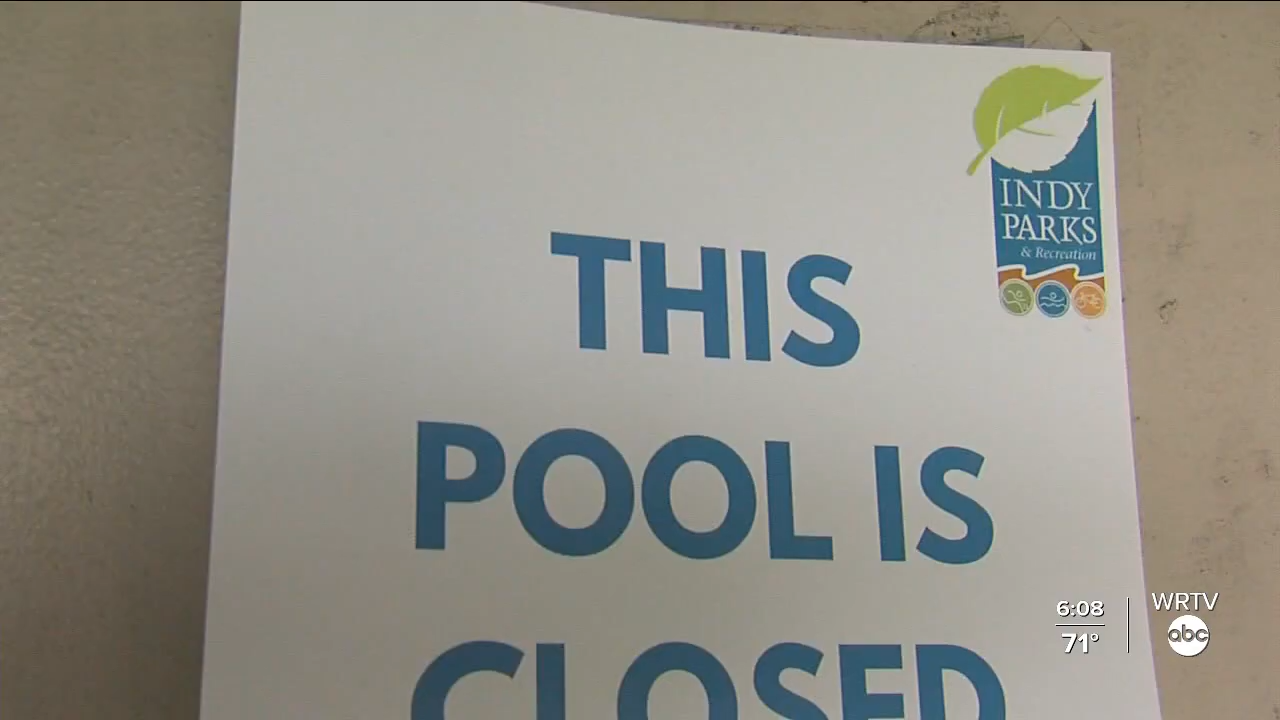 INDY
PARKS
& Recreation
THIS
POOL IS
CLOSED
6:08
71°
WRTV
abc